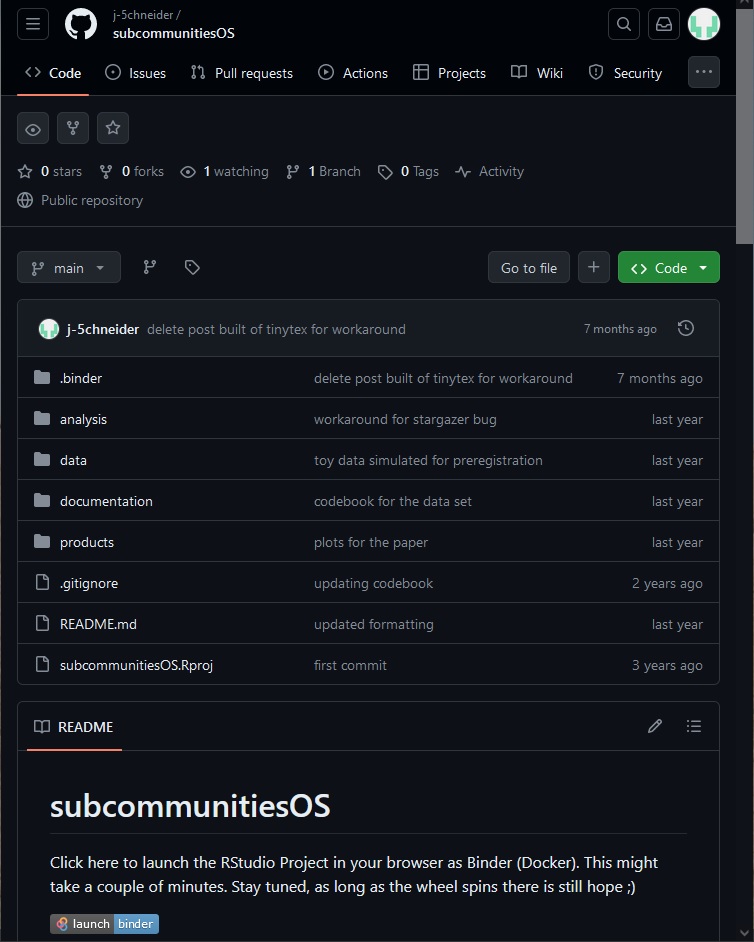 j-5chneider /
subcommunitiesOS
Code Issues Pull requests Actions Projects Wiki Security ...
0 stars 0 forks 1 watching 1 Branch 0 Tags Activity
Public repository
main Go to file + Code
j-5chneider delete post built of tinytex for workaround 7 months ago
.binder delete post built of tinytex for workaround 7 months ago
analysis workaround for stargazer bug last year
data toy data simulated for preregistration last year
documentation codebook for the data set last year
products plots for the paper last year
.gitignore updating codebook 2 years ago
README.md updated formatting last year
subcommunitiesOS.Rproj first commit 3 years ago
README
subcommunitiesOS
Click here to launch the RStudio Project in your browser as Binder (Docker). This might
take a couple of minutes. Stay tuned, as long as the wheel spins there is still hope ;)
launch binder